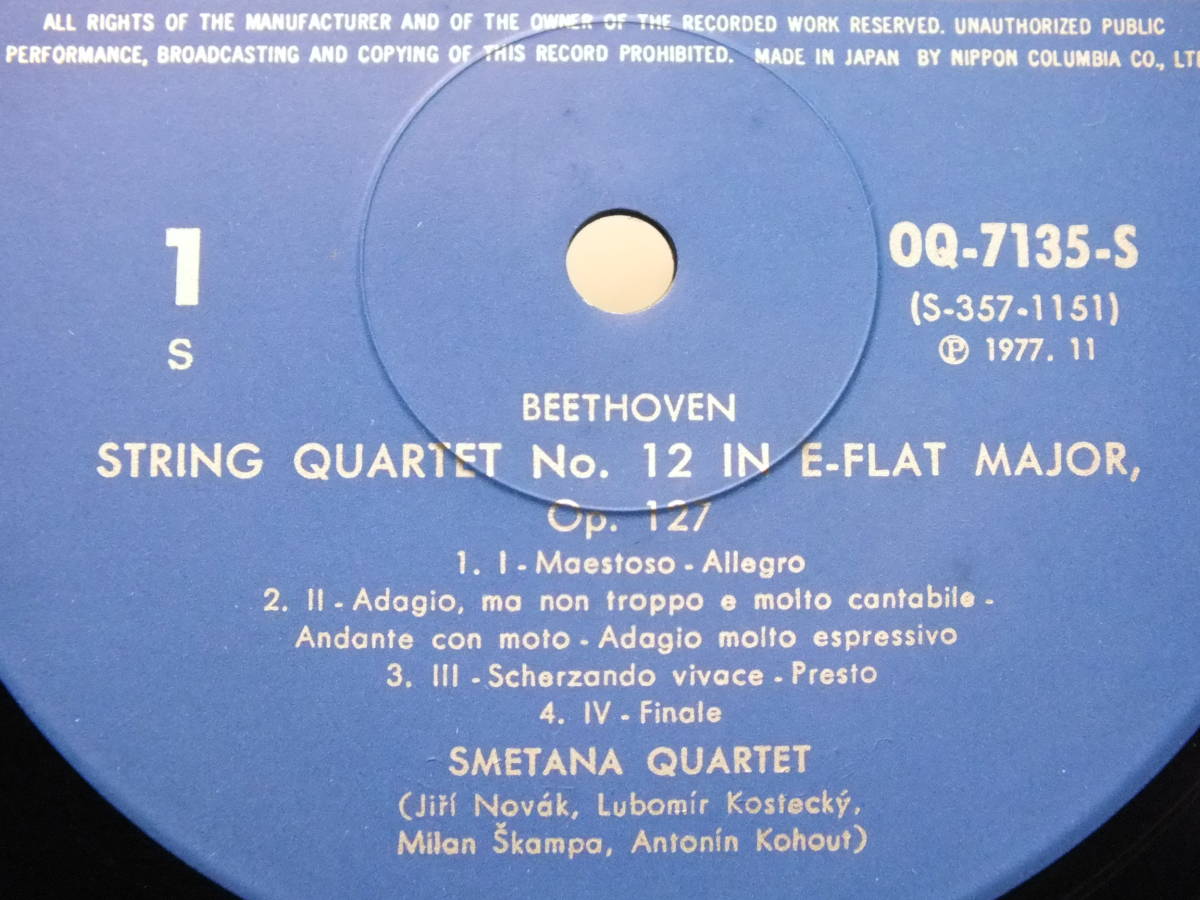 ALL RIGHTS OF THE MANUFACTURER AND OF THE OWNER OF THE RECORDED WORK RESERVED. UNAUTHORIZED PUBLIC
PERFORMANCE, BROADCASTING AND COPYING OF THIS RECORD PROHIBITED. MADE IN JAPAN BY NIPPON COLUMBIA CO., LT
1
S
OQ-7135-S
(S-357-1151)
Ⓟ 1977. 11
BEETHOVEN
STRING QUARTET No. 12 IN E-FLAT MAJOR,
Op. 127
1. I - Maestoso - Allegro
2. II - Adagio, ma non troppo e molto cantabile -
Andante con moto - Adagio molto espressivo
3. III - Scherzando vivace - Presto
4. IV - Finale
SMETANA QUARTET
(Jiří Novák, Lubomír Kostecký,
Milan Škampa, Antonín Kohout)